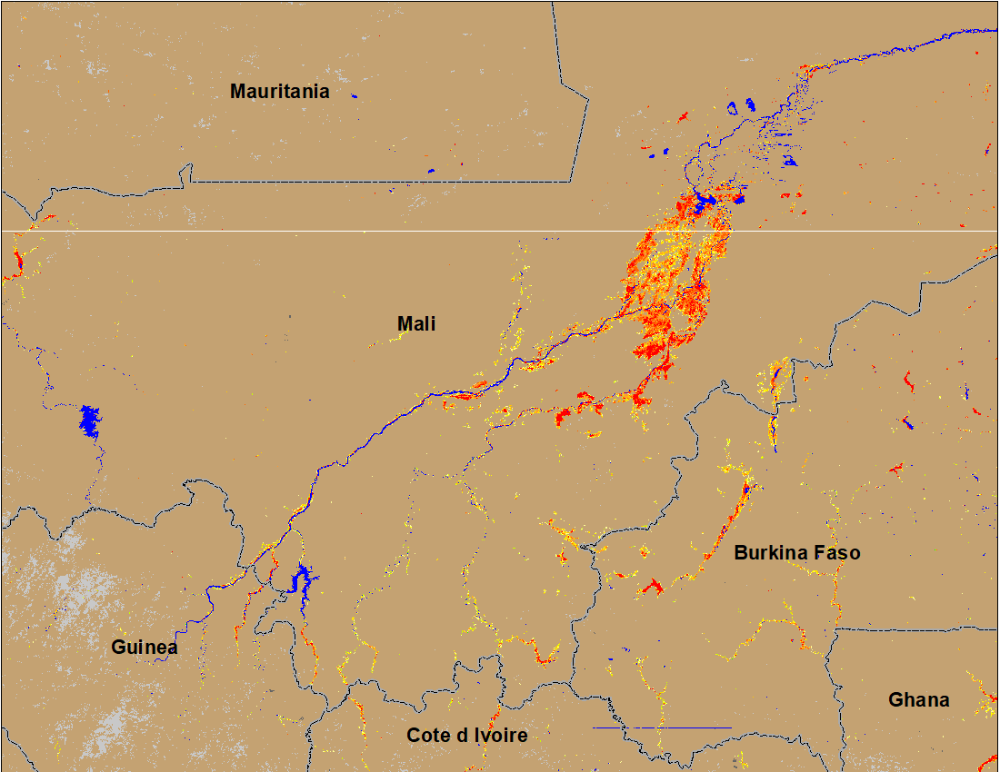 Mauritania
Mali
Burkina Faso
Guinea
Ghana
Cote d Ivoire